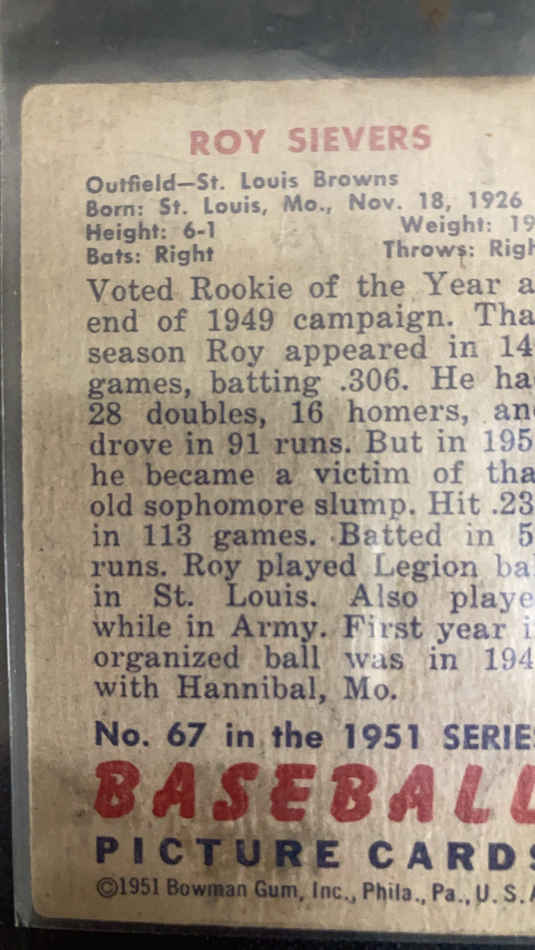 ROY SIEVERS
Outfield—St. Louis Browns
Born: St. Louis, Mo., Nov. 18, 1926
Height: 6-1 Weight: 19
Bats: Right Throws: Righ
Voted Rookie of the Year a
end of 1949 campaign. Tha
season Roy appeared in 14
games, batting .306. He ha
28 doubles, 16 homers, an
drove in 91 runs. But in 195
he became a victim of tha
old sophomore slump. Hit .23
in 113 games. Batted in 5
runs. Roy played Legion bal
in St. Louis. Also playe
while in Army. First year i
organized ball was in 194
with Hannibal, Mo.
No. 67 in the 1951 SERIES
BASEBALL
PICTURE CARDS
©1951 Bowman Gum, Inc., Phila., Pa., U. S. A